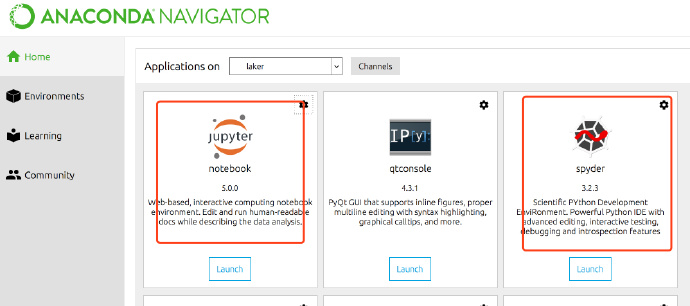 ANACONDA NAVIGATOR
Home
Applications on
laker
Channels
Environments
Learning
Community
jupyter
notebook
5.0.0
Web-based, interactive computing notebook
environment. Edit and run human-readable
docs while describing the data analysis.
Launch
IP[y]:
qtconsole
4.3.1
PyQt GUI that supports inline figures, proper
multiline editing with syntax highlighting,
graphical calltips, and more.
Launch
spyder
3.2.3
Scientific PYthon Development
EnviRonment. Powerful Python IDE with
advanced editing, interactive testing,
debugging and introspection features
Launch